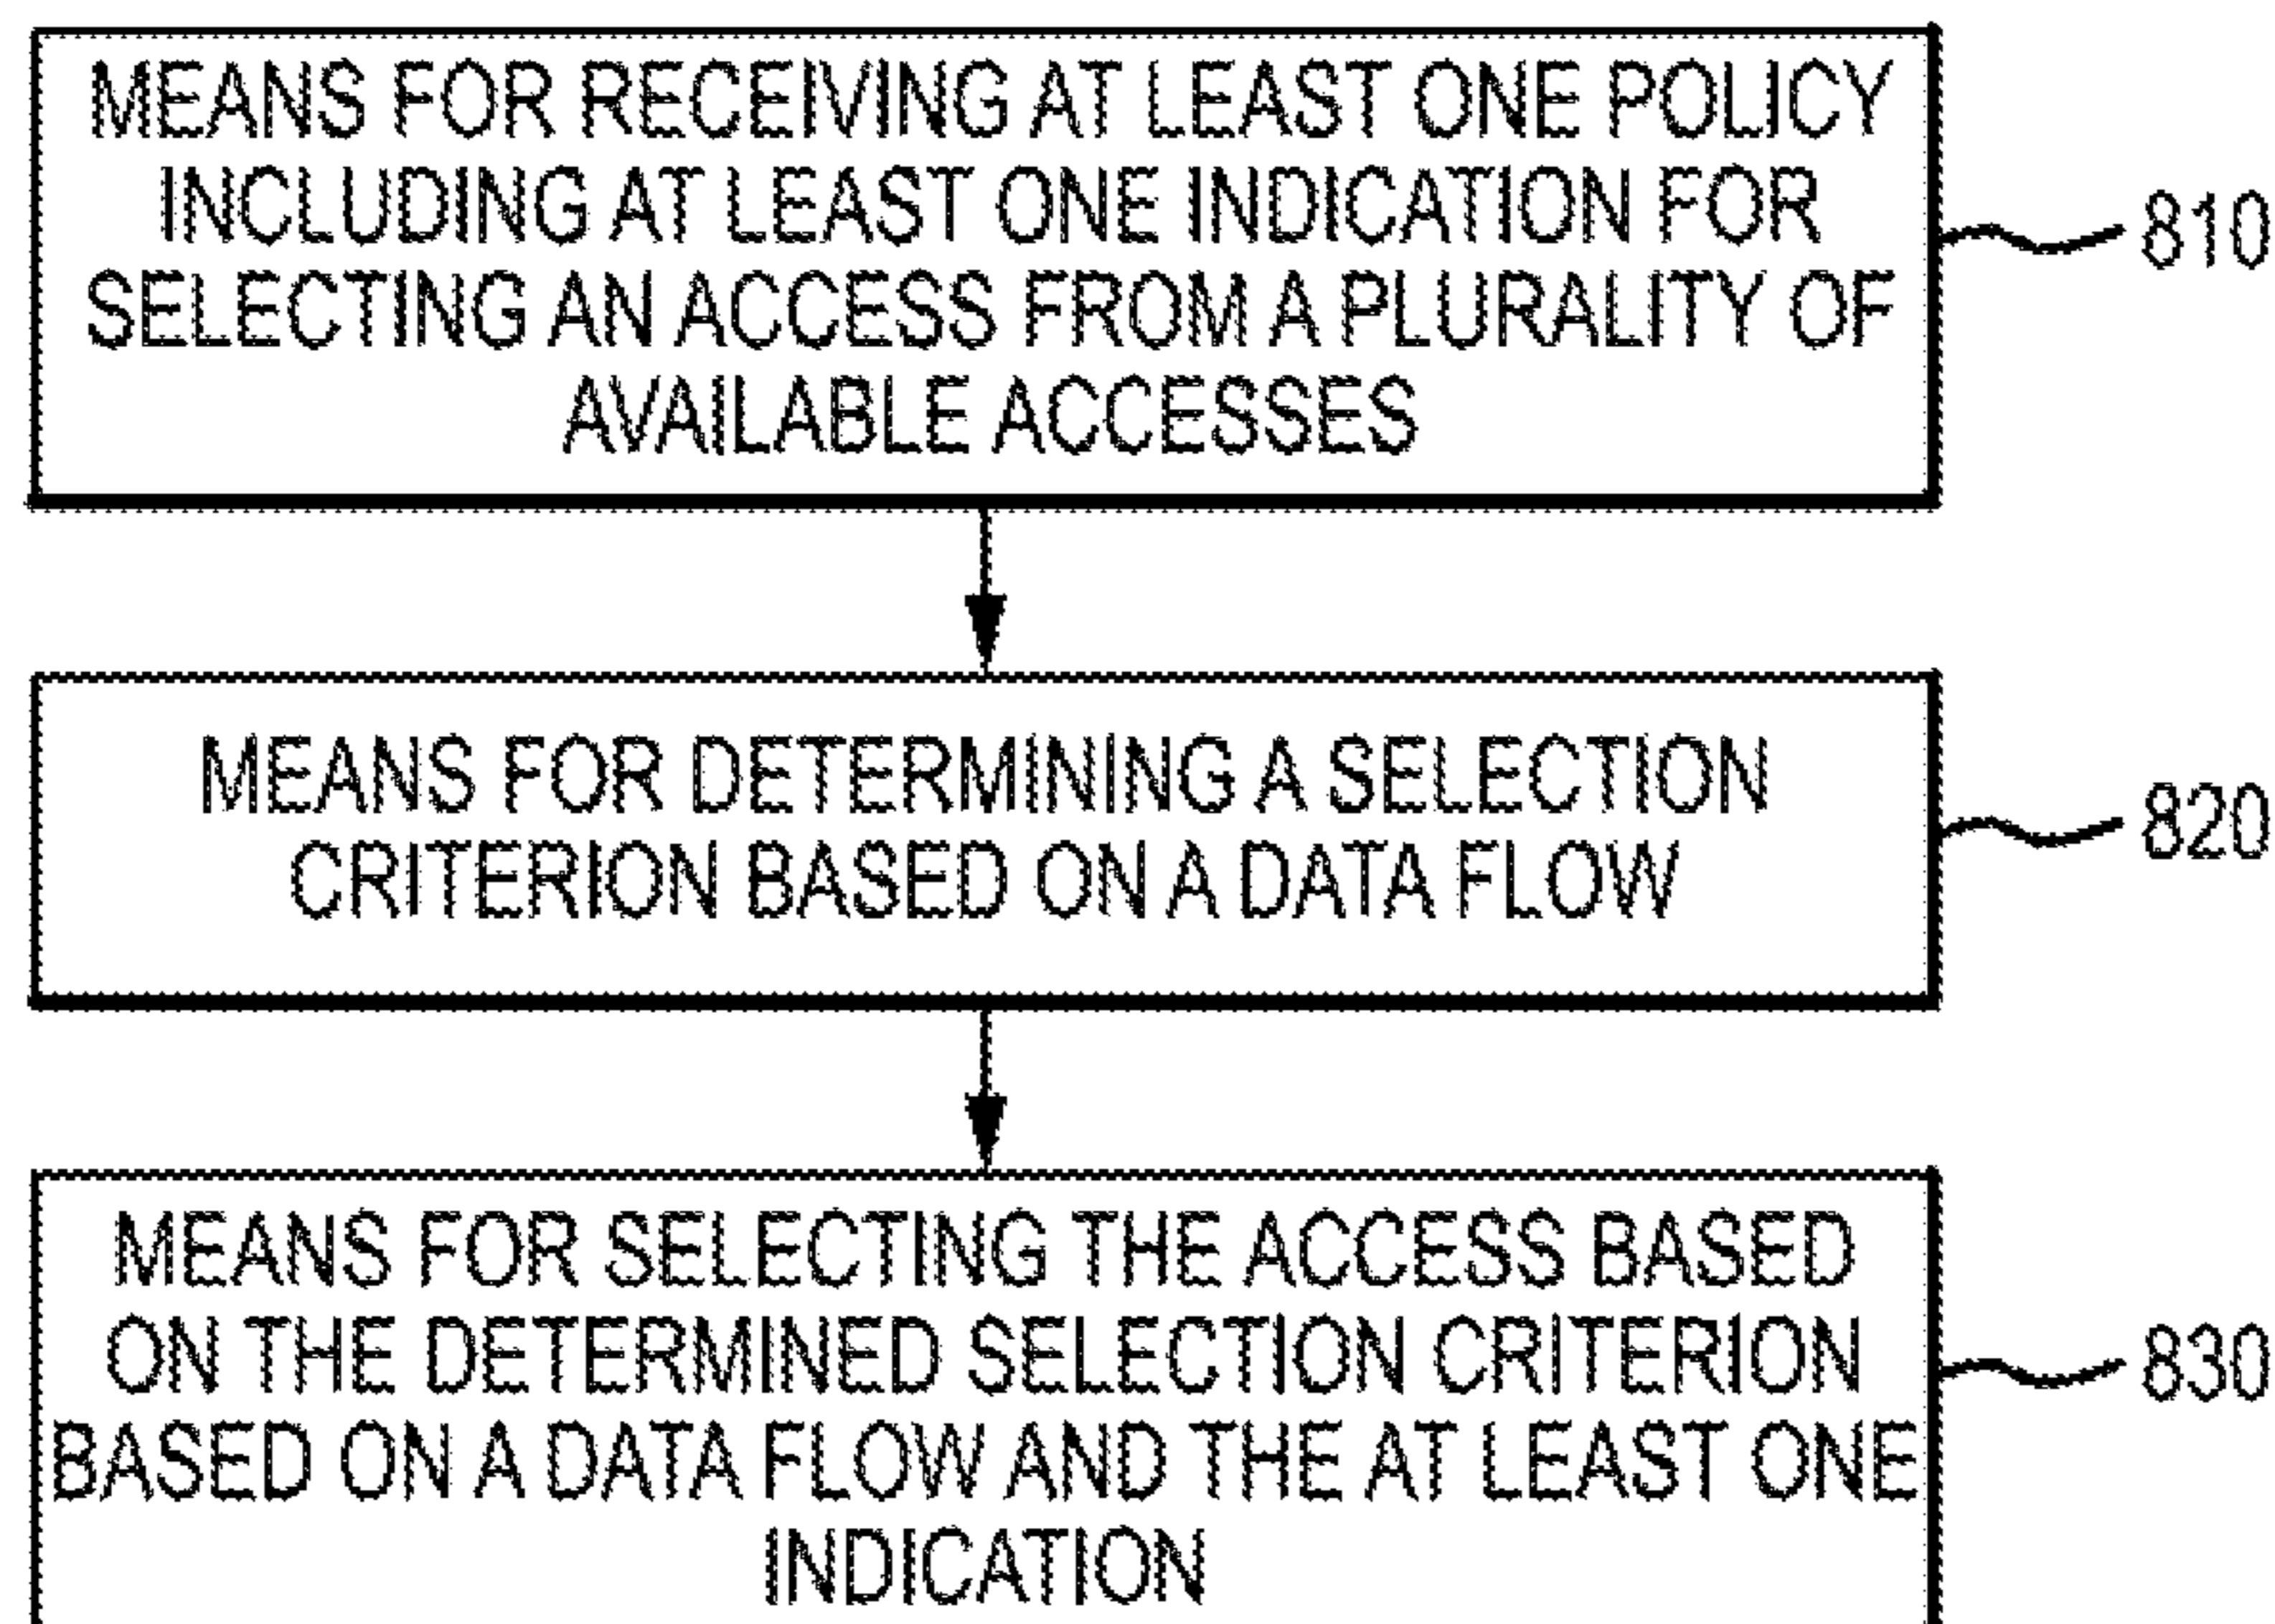 MEANS FOR RECEIVING AT LEAST ONE POLICY
INCLUDING AT LEAST ONE INDICATION FOR
SELECTING AN ACCESS FROM A PLURALITY OF
AVAILABLE ACCESSES
810
MEANS FOR DETERMINING A SELECTION
CRITERION BASED ON A DATA FLOW
820
MEANS FOR SELECTING THE ACCESS BASED
ON THE DETERMINED SELECTION CRITERION
BASED ON A DATA FLOW AND THE AT LEAST ONE
INDICATION
830